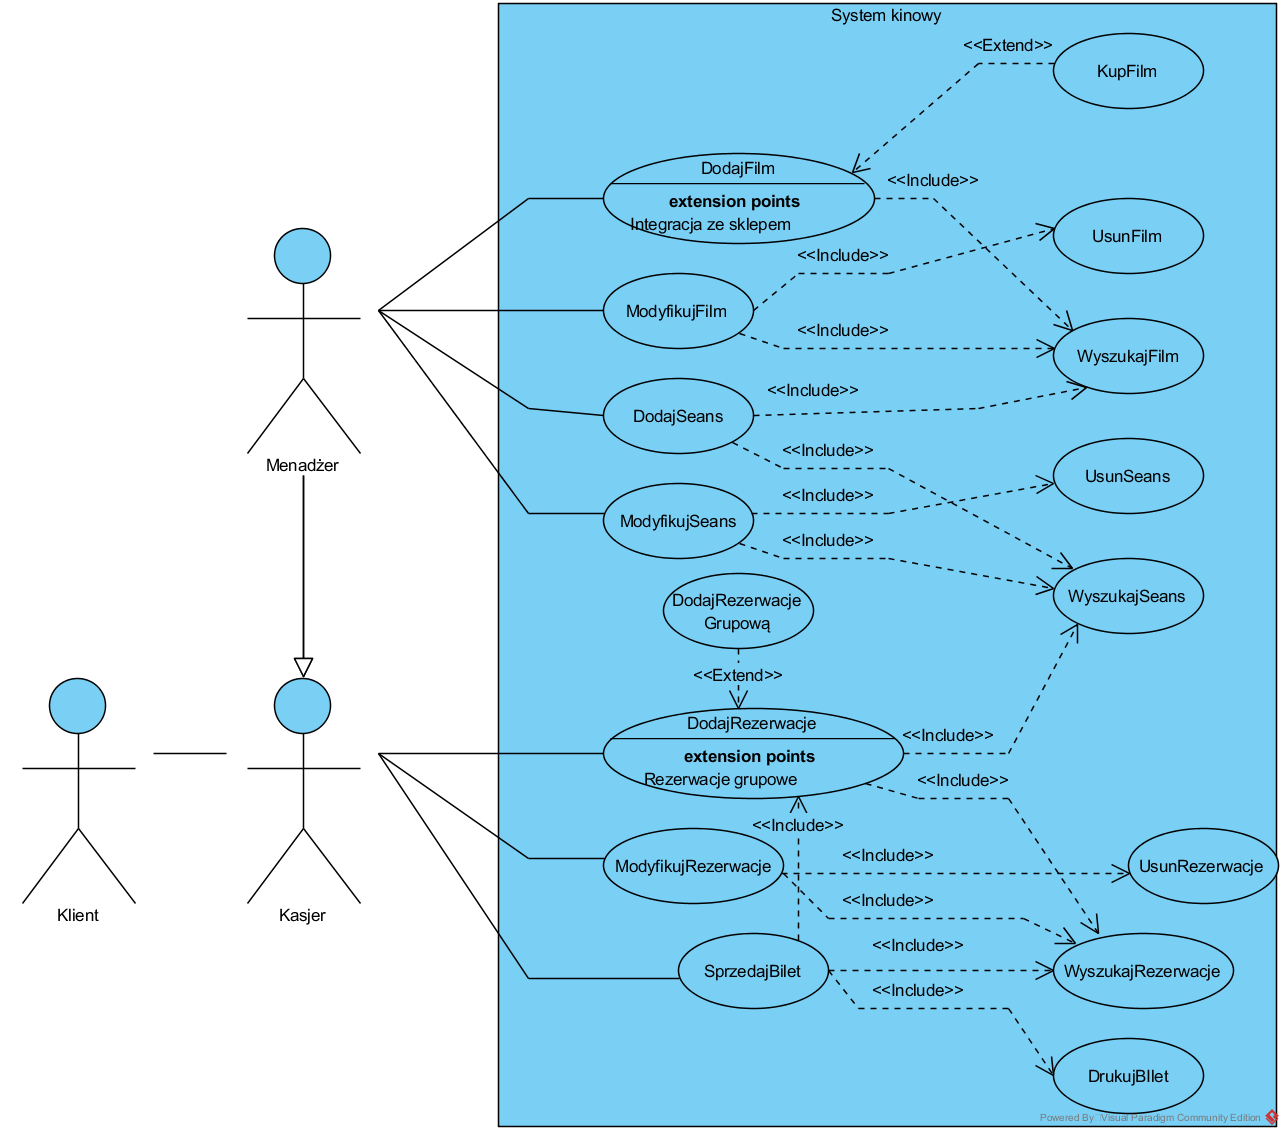 System kinowy
<<Extend>>
KupFilm
DodajFilm
<<Include>>
extension points
Integracja ze sklepem
UsunFilm
<<Include>>
ModyfikujFilm
<<Include>>
WyszukajFilm
<<Include>>
DodajSeans
<<Include>>
Menadżer
UsunSeans
<<Include>>
ModyfikujSeans
<<Include>>
WyszukajSeans
DodajRezerwacje
Grupową
<<Extend>>
DodajRezerwacje
<<Include>>
extension points
Rezerwacje grupowe
<<Include>>
<<Include>>
<<Include>>
ModyfikujRezerwacje
UsunRezerwacje
<<Include>>
Klient
Kasjer
<<Include>>
SprzedajBilet
WyszukajRezerwacje
<<Include>>
DrukujBIlet
Powered By Visual Paradigm Community Edition